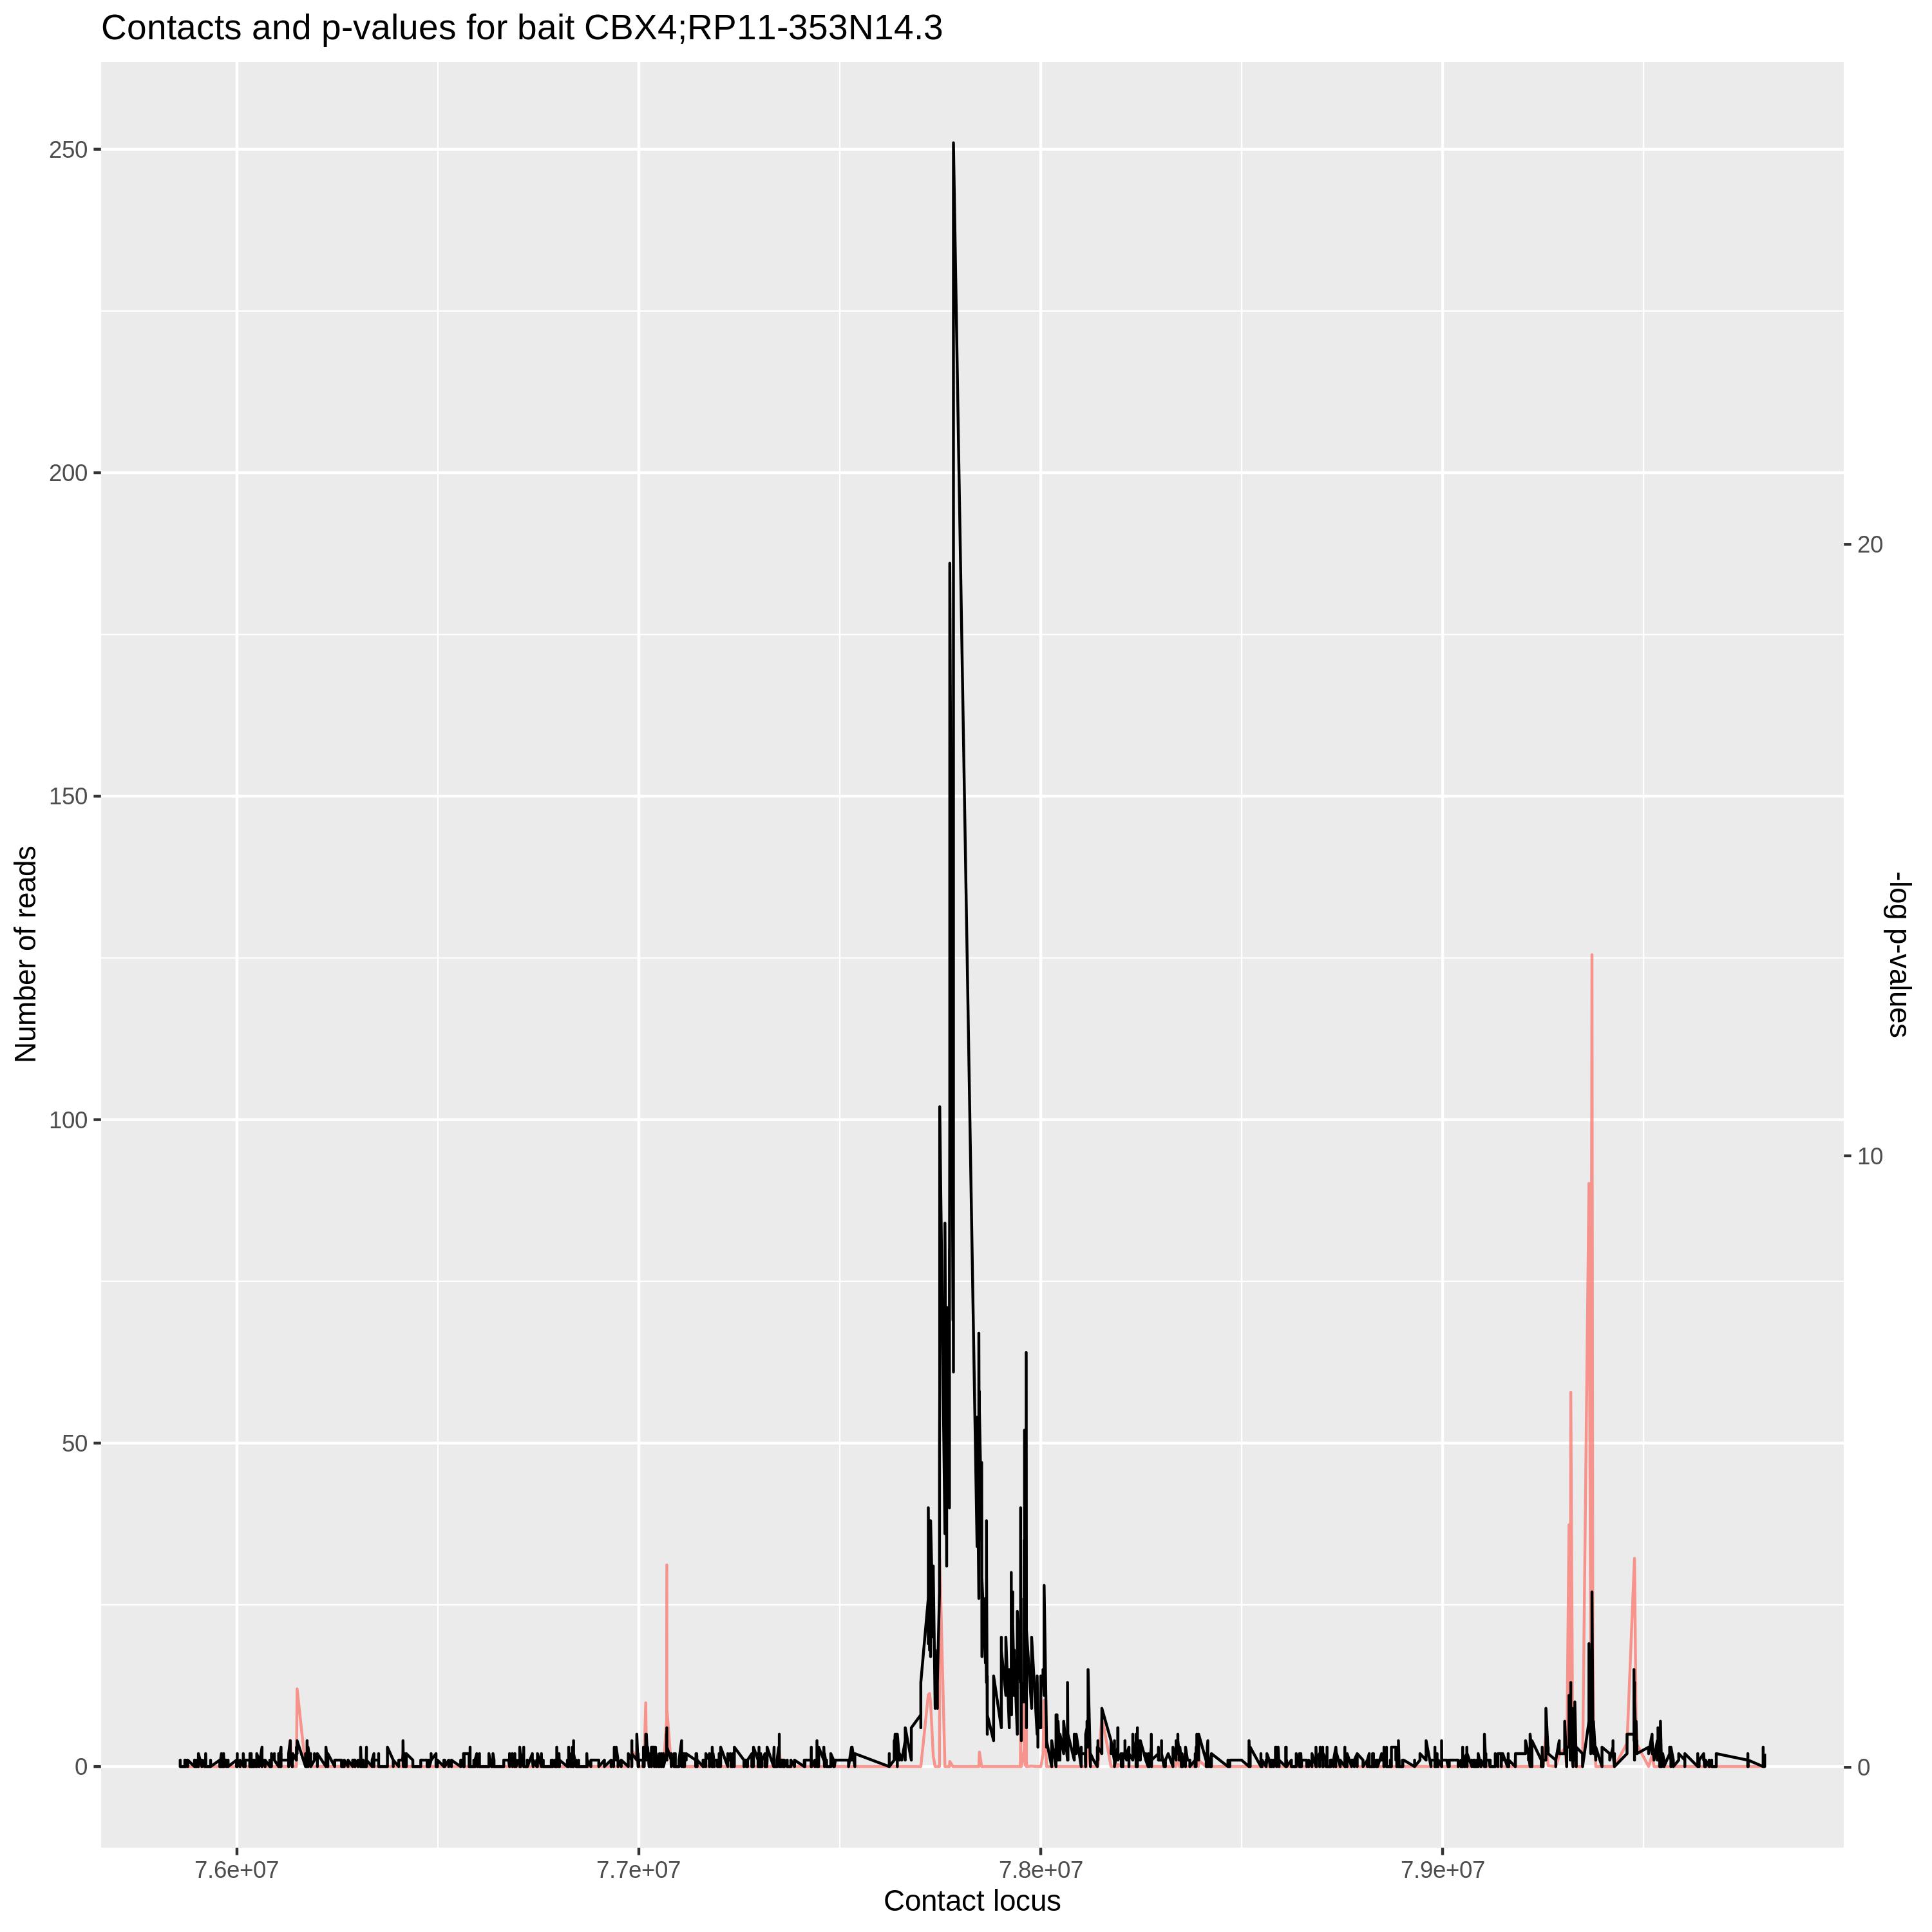 Contacts and p-values for bait CBX4;RP11-353N14.3
250
200
150
100
50
0
Number of reads
20
10
0
-log p-values
7.6e+07
7.7e+07
7.8e+07
7.9e+07
Contact locus